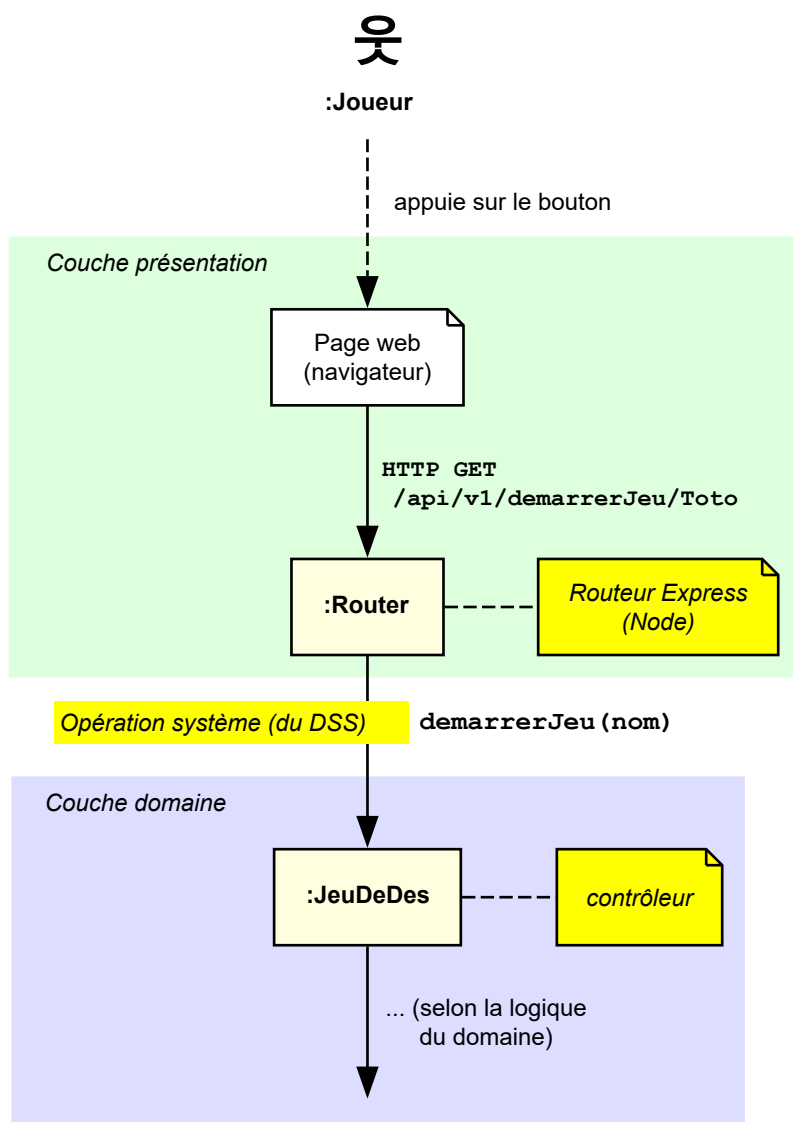 :Joueur
appuie sur le bouton
Couche présentation
Page web
(navigateur)
HTTP GET
/api/v1/demarrerJeu/Toto
:Router
Routeur Express
(Node)
Opération système (du DSS)
demarrerJeu(nom)
Couche domaine
:JeuDeDes
contrôleur
... (selon la logique
du domaine)